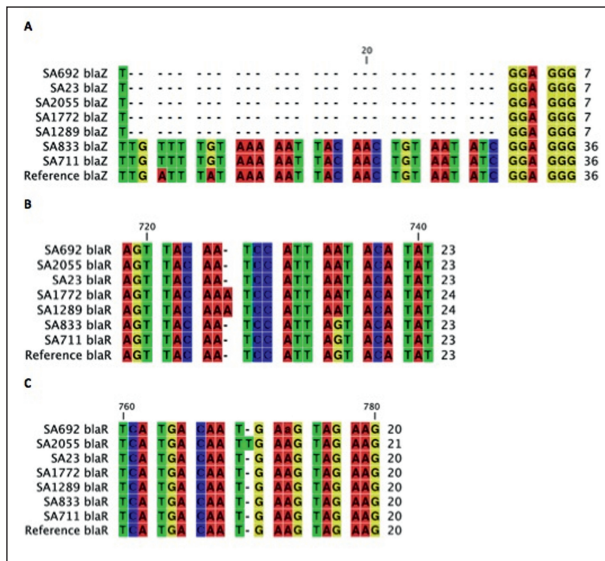 A
20
SA692 blaZ T-- --- --- --- --- --- --- --- --- --- GGA GGG 7
SA23 blaZ T-- --- --- --- --- --- --- --- --- --- GGA GGG 7
SA2055 blaZ T-- --- --- --- --- --- --- --- --- --- GGA GGG 7
SA1772 blaZ T-- --- --- --- --- --- --- --- --- --- GGA GGG 7
SA1289 blaZ T-- --- --- --- --- --- --- --- --- --- GGA GGG 7
SA833 blaZ TTG TTT TGT AAA AAT TAC AAC TGT AAT ATC GGA GGG 36
SA711 blaZ TTG TTT TGT AAA AAT TAC AAC TGT AAT ATC GGA GGG 36
Reference blaZ TTG ATT TAT AAA AAT TAC AAC TGT AAT ATC GGA GGG 36
B
720 740
SA692 blaR AGT TAC AA- TCC ATT AAT ACA TAT 23
SA2055 blaR AGT TAC AA- TCC ATT AAT ACA TAT 23
SA23 blaR AGT TAC AA- TCC ATT AAT ACA TAT 23
SA1772 blaR AGT TAC AAA TCC ATT AAT ACA TAT 24
SA1289 blaR AGT TAC AAA TCC ATT AAT ACA TAT 24
SA833 blaR AGT TAC AA- TCC ATT AGT ACA TAT 23
SA711 blaR AGT TAC AA- TCC ATT AGT ACA TAT 23
Reference blaR AGT TAC AA- TCC ATT AGT ACA TAT 23
C
760 780
SA692 blaR TCA TGA CAA T-G AaG TAG AAG 20
SA2055 blaR TCA TGA CAA TTG AAG TAG AAG 21
SA23 blaR TCA TGA CAA T-G AAG TAG AAG 20
SA1772 blaR TCA TGA CAA T-G AAG TAG AAG 20
SA1289 blaR TCA TGA CAA T-G AAG TAG AAG 20
SA833 blaR TCA TGA CAA T-G AAG TAG AAG 20
SA711 blaR TCA TGA CAA T-G AAG TAG AAG 20
Reference blaR TCA TGA CAA T-G AAG TAG AAG 20